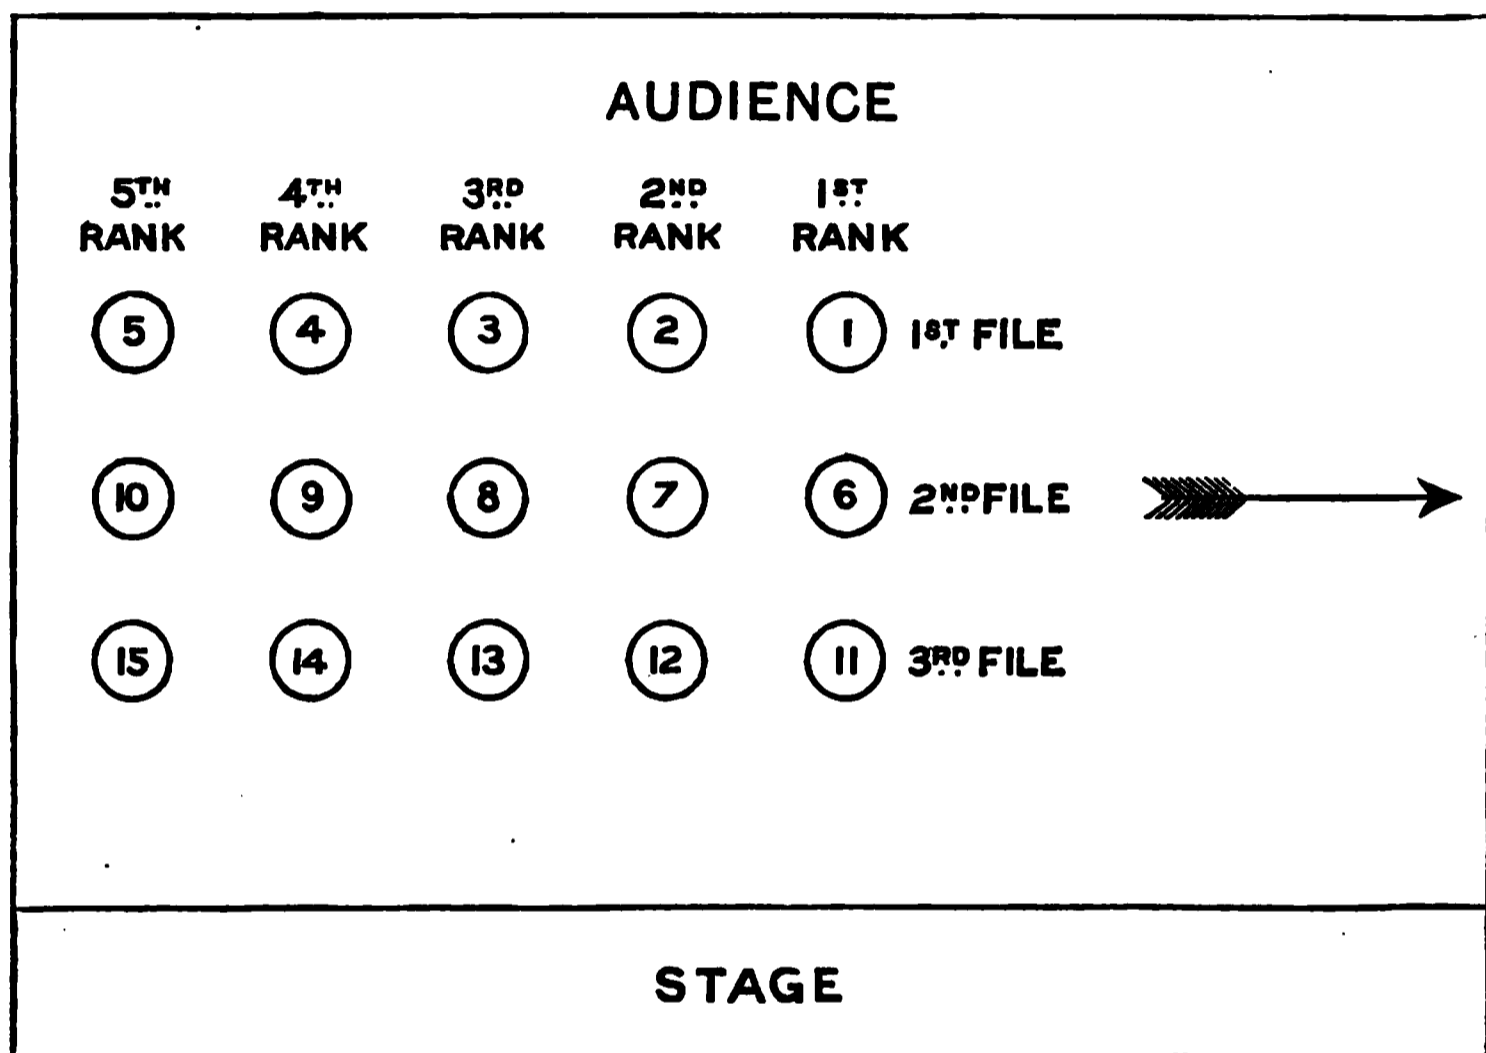 AUDIENCE
5TH 4TH 3RD 2ND 1ST
RANK RANK RANK RANK RANK
5 4 3 2 1 1ST FILE
10 9 8 7 6 2ND FILE
15 14 13 12 11 3RD FILE
STAGE